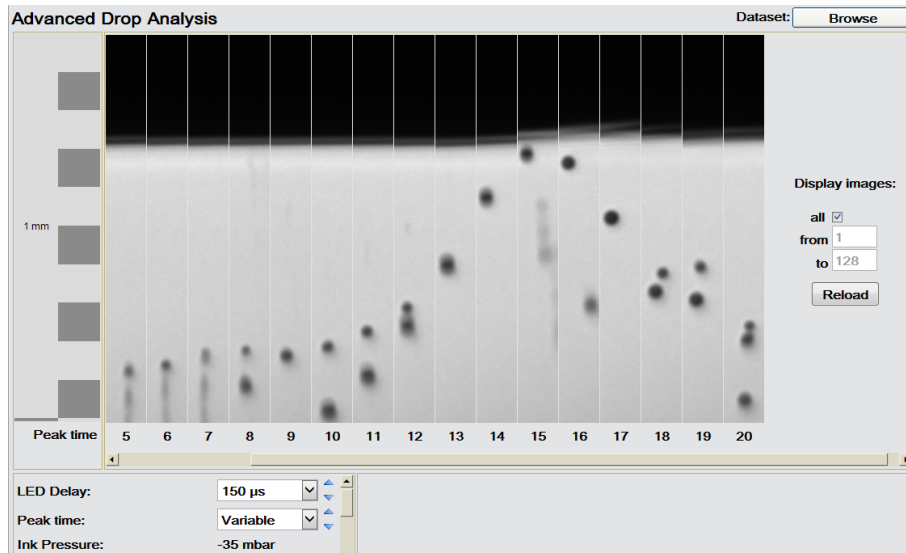 Advanced Drop Analysis
Dataset: Browse
1 mm
Display images:
all
from 1
to 128
Reload
Peak time 5 6 7 8 9 10 11 12 13 14 15 16 17 18 19 20
LED Delay: 150 µs
Peak time: Variable
Ink Pressure: -35 mbar